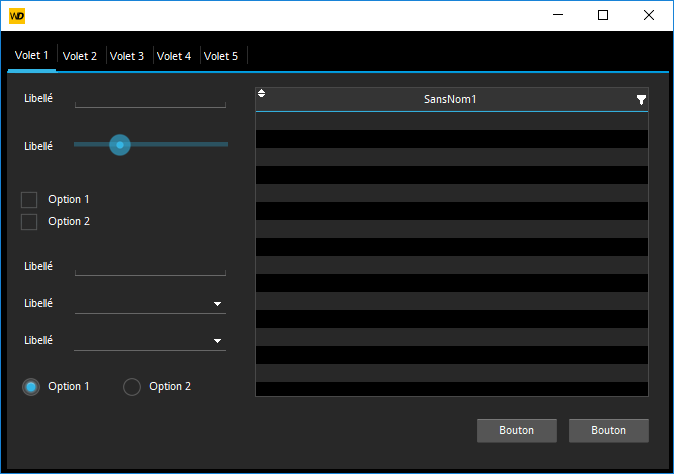 WD
Volet 1 Volet 2 Volet 3 Volet 4 Volet 5
Libellé
SansNom1
Libellé
Option 1
Option 2
Libellé
Libellé
Libellé
Option 1 Option 2
Bouton Bouton